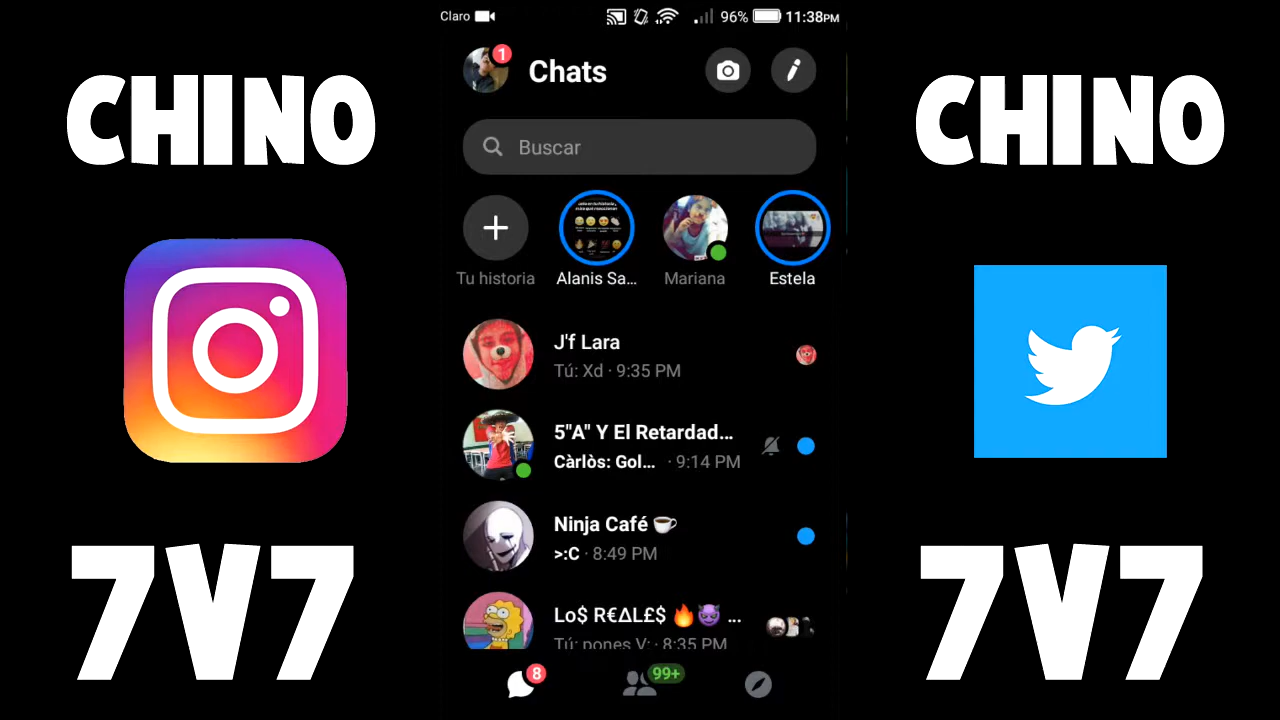 Claro
96%
11:38PM
CHINO
7V7
1
Chats
Buscar
Tu historia
Alanis Sa...
Mariana
Estela
J'f Lara
Tú: Xd · 9:35 PM
5"A" Y El Retardad...
Càrlòs: Gol... · 9:14 PM
Ninja Café ☕
>:C · 8:49 PM
Lo$ R€ΔL£$ 🔥😈 ...
Tú: pones V: · 8:35 PM
8
99+
CHINO
7V7